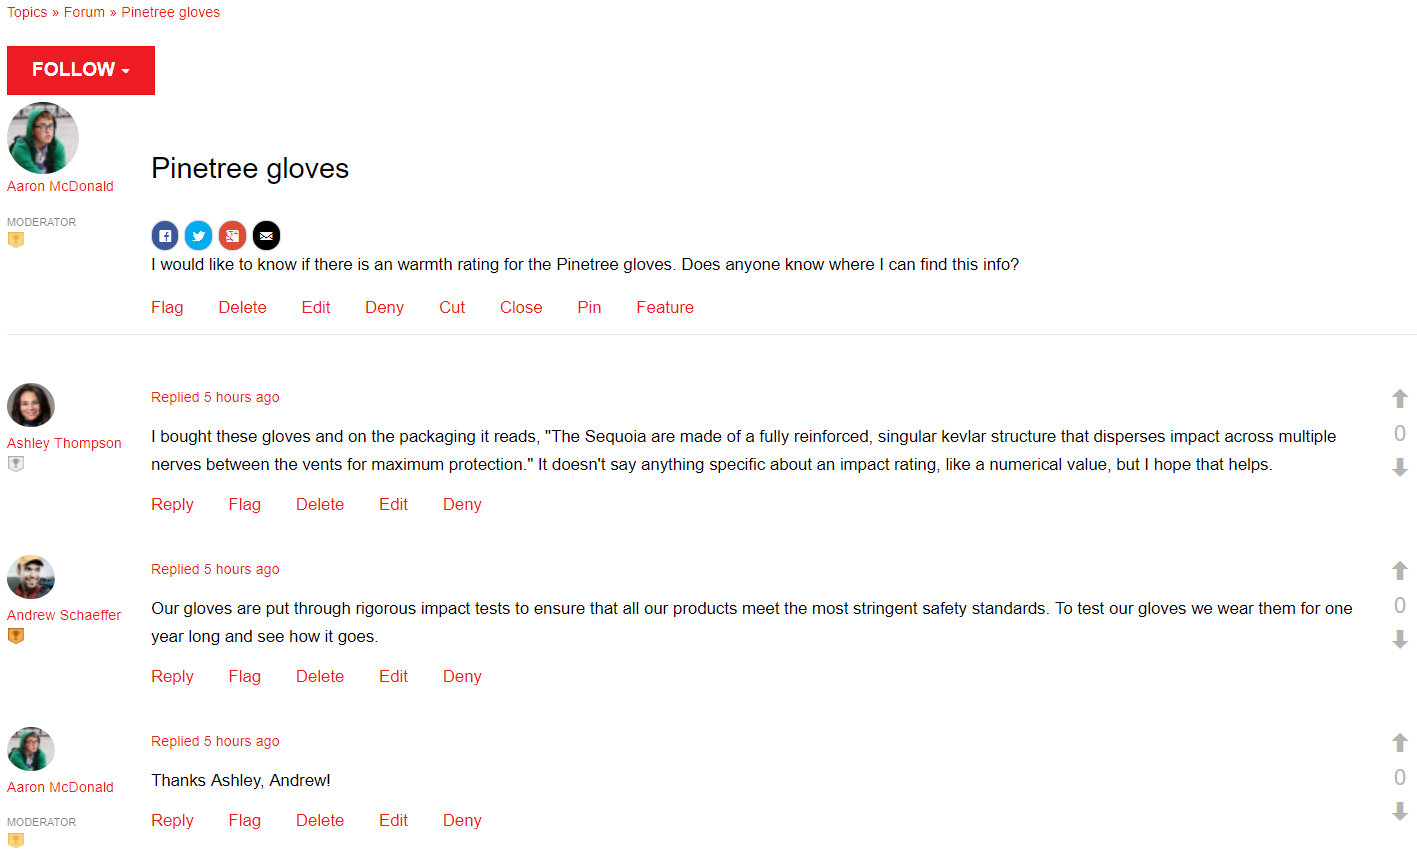 Topics » Forum » Pinetree gloves
FOLLOW
Aaron McDonald
MODERATOR
Pinetree gloves
I would like to know if there is an warmth rating for the Pinetree gloves. Does anyone know where I can find this info?
Flag Delete Edit Deny Cut Close Pin Feature
Ashley Thompson
Replied 5 hours ago
I bought these gloves and on the packaging it reads, "The Sequoia are made of a fully reinforced, singular kevlar structure that disperses impact across multiple
nerves between the vents for maximum protection." It doesn't say anything specific about an impact rating, like a numerical value, but I hope that helps.
0
Reply Flag Delete Edit Deny
Andrew Schaeffer
Replied 5 hours ago
Our gloves are put through rigorous impact tests to ensure that all our products meet the most stringent safety standards. To test our gloves we wear them for one
year long and see how it goes.
0
Reply Flag Delete Edit Deny
Aaron McDonald
MODERATOR
Replied 5 hours ago
Thanks Ashley, Andrew!
0
Reply Flag Delete Edit Deny